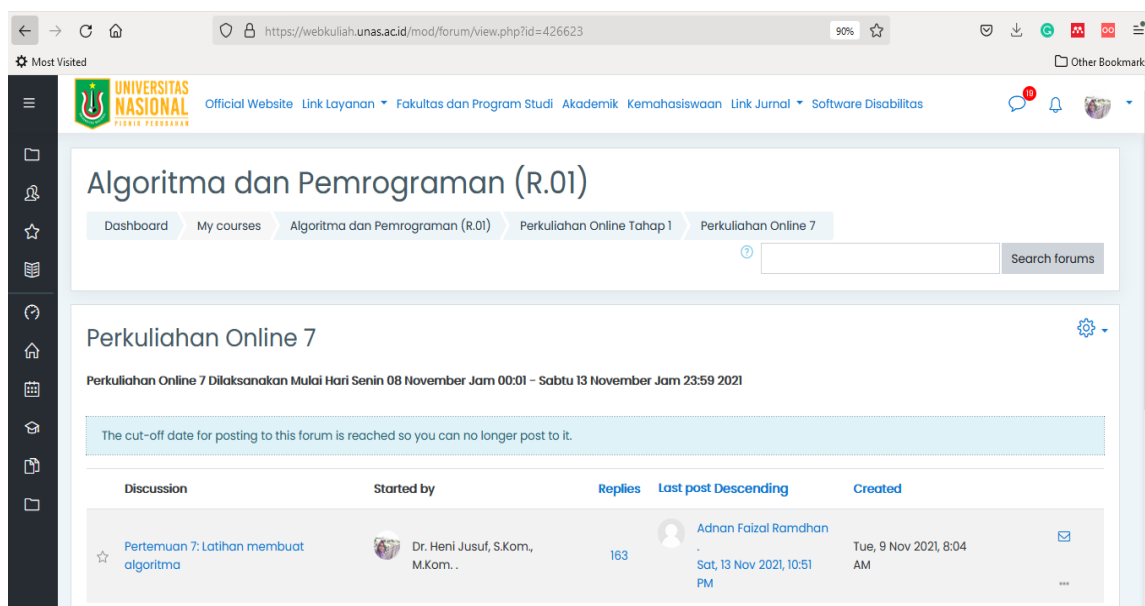 https://webkuliah.unas.ac.id/mod/forum/view.php?id=426623
90%
Most Visited
Other Bookmark
UNIVERSITAS
NASIONAL
PIONIR PERUBAHAN
Official Website Link Layanan Fakultas dan Program Studi Akademik Kemahasiswaan Link Jurnal Software Disabilitas
19
Algoritma dan Pemrograman (R.01)
Dashboard My courses Algoritma dan Pemrograman (R.01) Perkuliahan Online Tahap 1 Perkuliahan Online 7
Search forums
Perkuliahan Online 7
Perkuliahan Online 7 Dilaksanakan Mulai Hari Senin 08 November Jam 00:01 - Sabtu 13 November Jam 23:59 2021
The cut-off date for posting to this forum is reached so you can no longer post to it.
Discussion Started by Replies Last post Descending Created
Pertemuan 7: Latihan membuat
algoritma
Dr. Heni Jusuf, S.Kom.,
M.Kom. .
163
Adnan Faizal Ramdhan
.
Sat, 13 Nov 2021, 10:51
PM
Tue, 9 Nov 2021, 8:04
AM